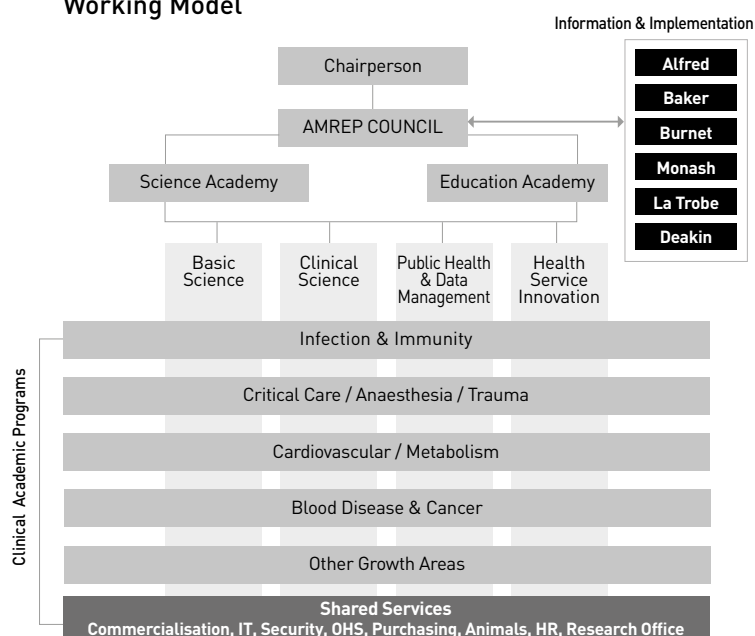 Working Model
Information & Implementation
Chairperson
AMREP COUNCIL
Science Academy
Education Academy
Alfred
Baker
Burnet
Monash
La Trobe
Deakin
Basic
Science
Clinical
Science
Public Health
& Data
Management
Health
Service
Innovation
Clinical Academic Programs
Infection & Immunity
Critical Care / Anaesthesia / Trauma
Cardiovascular / Metabolism
Blood Disease & Cancer
Other Growth Areas
Shared Services
Commercialisation, IT, Security, OHS, Purchasing, Animals, HR, Research Office